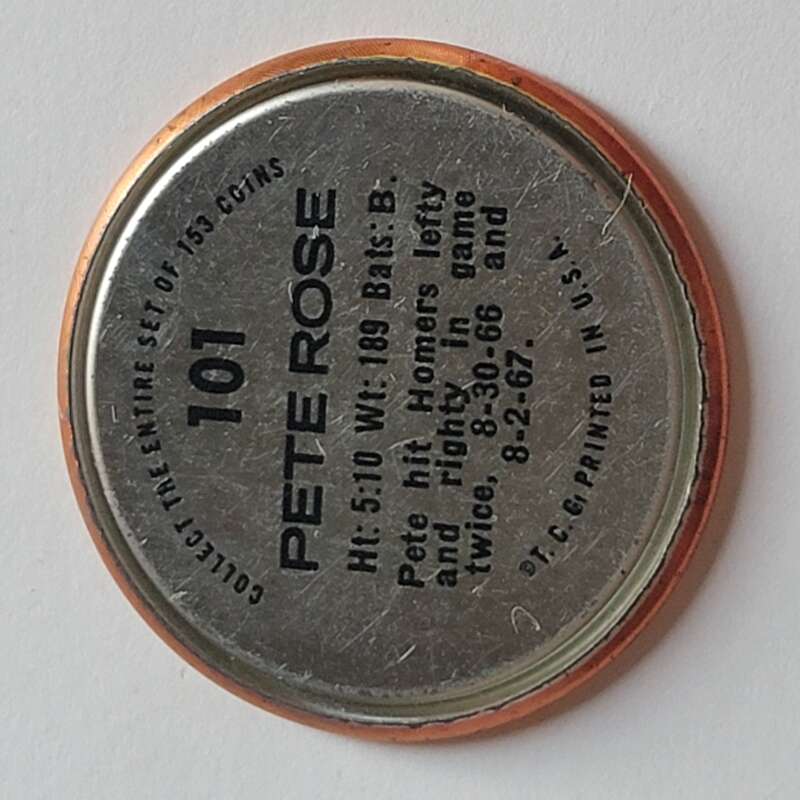 COLLECT THE ENTIRE SET OF 153 COINS
101
PETE ROSE
Ht: 5:10 Wt: 189 Bats: B.
Pete hit Homers lefty
and righty in game
twice, 8-30-66 and
8-2-67.
©T. C. G. PRINTED IN U.S.A.